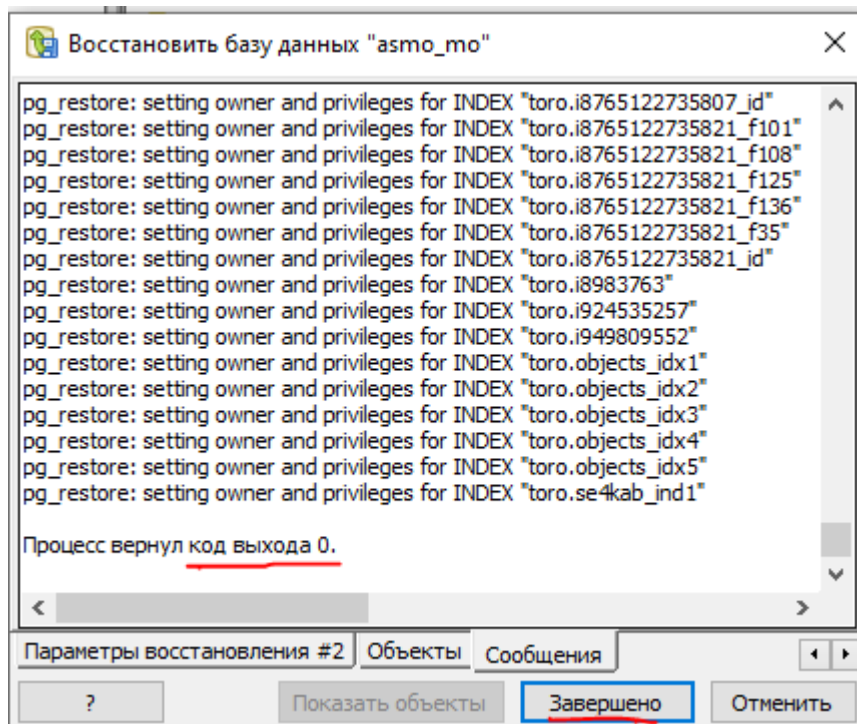 Восстановить базу данных "asmo_mo"
pg_restore: setting owner and privileges for INDEX "toro.i8765122735807_id"
pg_restore: setting owner and privileges for INDEX "toro.i8765122735821_f101"
pg_restore: setting owner and privileges for INDEX "toro.i8765122735821_f108"
pg_restore: setting owner and privileges for INDEX "toro.i8765122735821_f125"
pg_restore: setting owner and privileges for INDEX "toro.i8765122735821_f136"
pg_restore: setting owner and privileges for INDEX "toro.i8765122735821_f35"
pg_restore: setting owner and privileges for INDEX "toro.i8765122735821_id"
pg_restore: setting owner and privileges for INDEX "toro.i8983763"
pg_restore: setting owner and privileges for INDEX "toro.i924535257"
pg_restore: setting owner and privileges for INDEX "toro.i949809552"
pg_restore: setting owner and privileges for INDEX "toro.objects_idx1"
pg_restore: setting owner and privileges for INDEX "toro.objects_idx2"
pg_restore: setting owner and privileges for INDEX "toro.objects_idx3"
pg_restore: setting owner and privileges for INDEX "toro.objects_idx4"
pg_restore: setting owner and privileges for INDEX "toro.objects_idx5"
pg_restore: setting owner and privileges for INDEX "toro.se4kab_ind1"
Процесс вернул код выхода 0.
Параметры восстановления #2 Объекты Сообщения
? Показать объекты Завершено Отменить